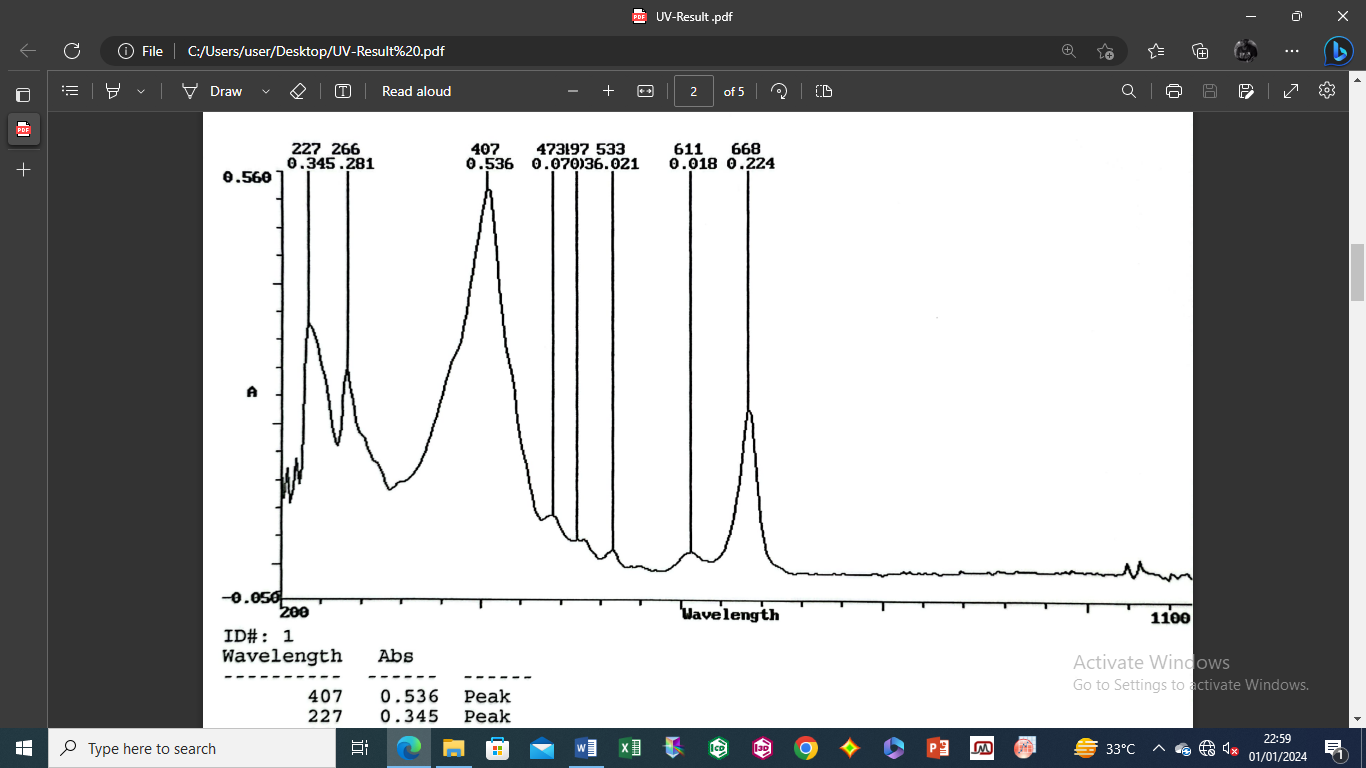 UV-Result .pdf
File C:/Users/user/Desktop/UV-Result%20.pdf
Draw Read aloud 2 of 5
227 266 407 473 497 533 611 668
0.345 .281 0.536 0.070 036 .021 0.018 0.224
0.560
A
-0.050
200 Wavelength 1100
ID#: 1
Wavelength Abs
---------- ------ ------
407 0.536 Peak
227 0.345 Peak
Activate Windows
Go to Settings to activate Windows.
Type here to search 33°C 22:59
01/01/2024 1